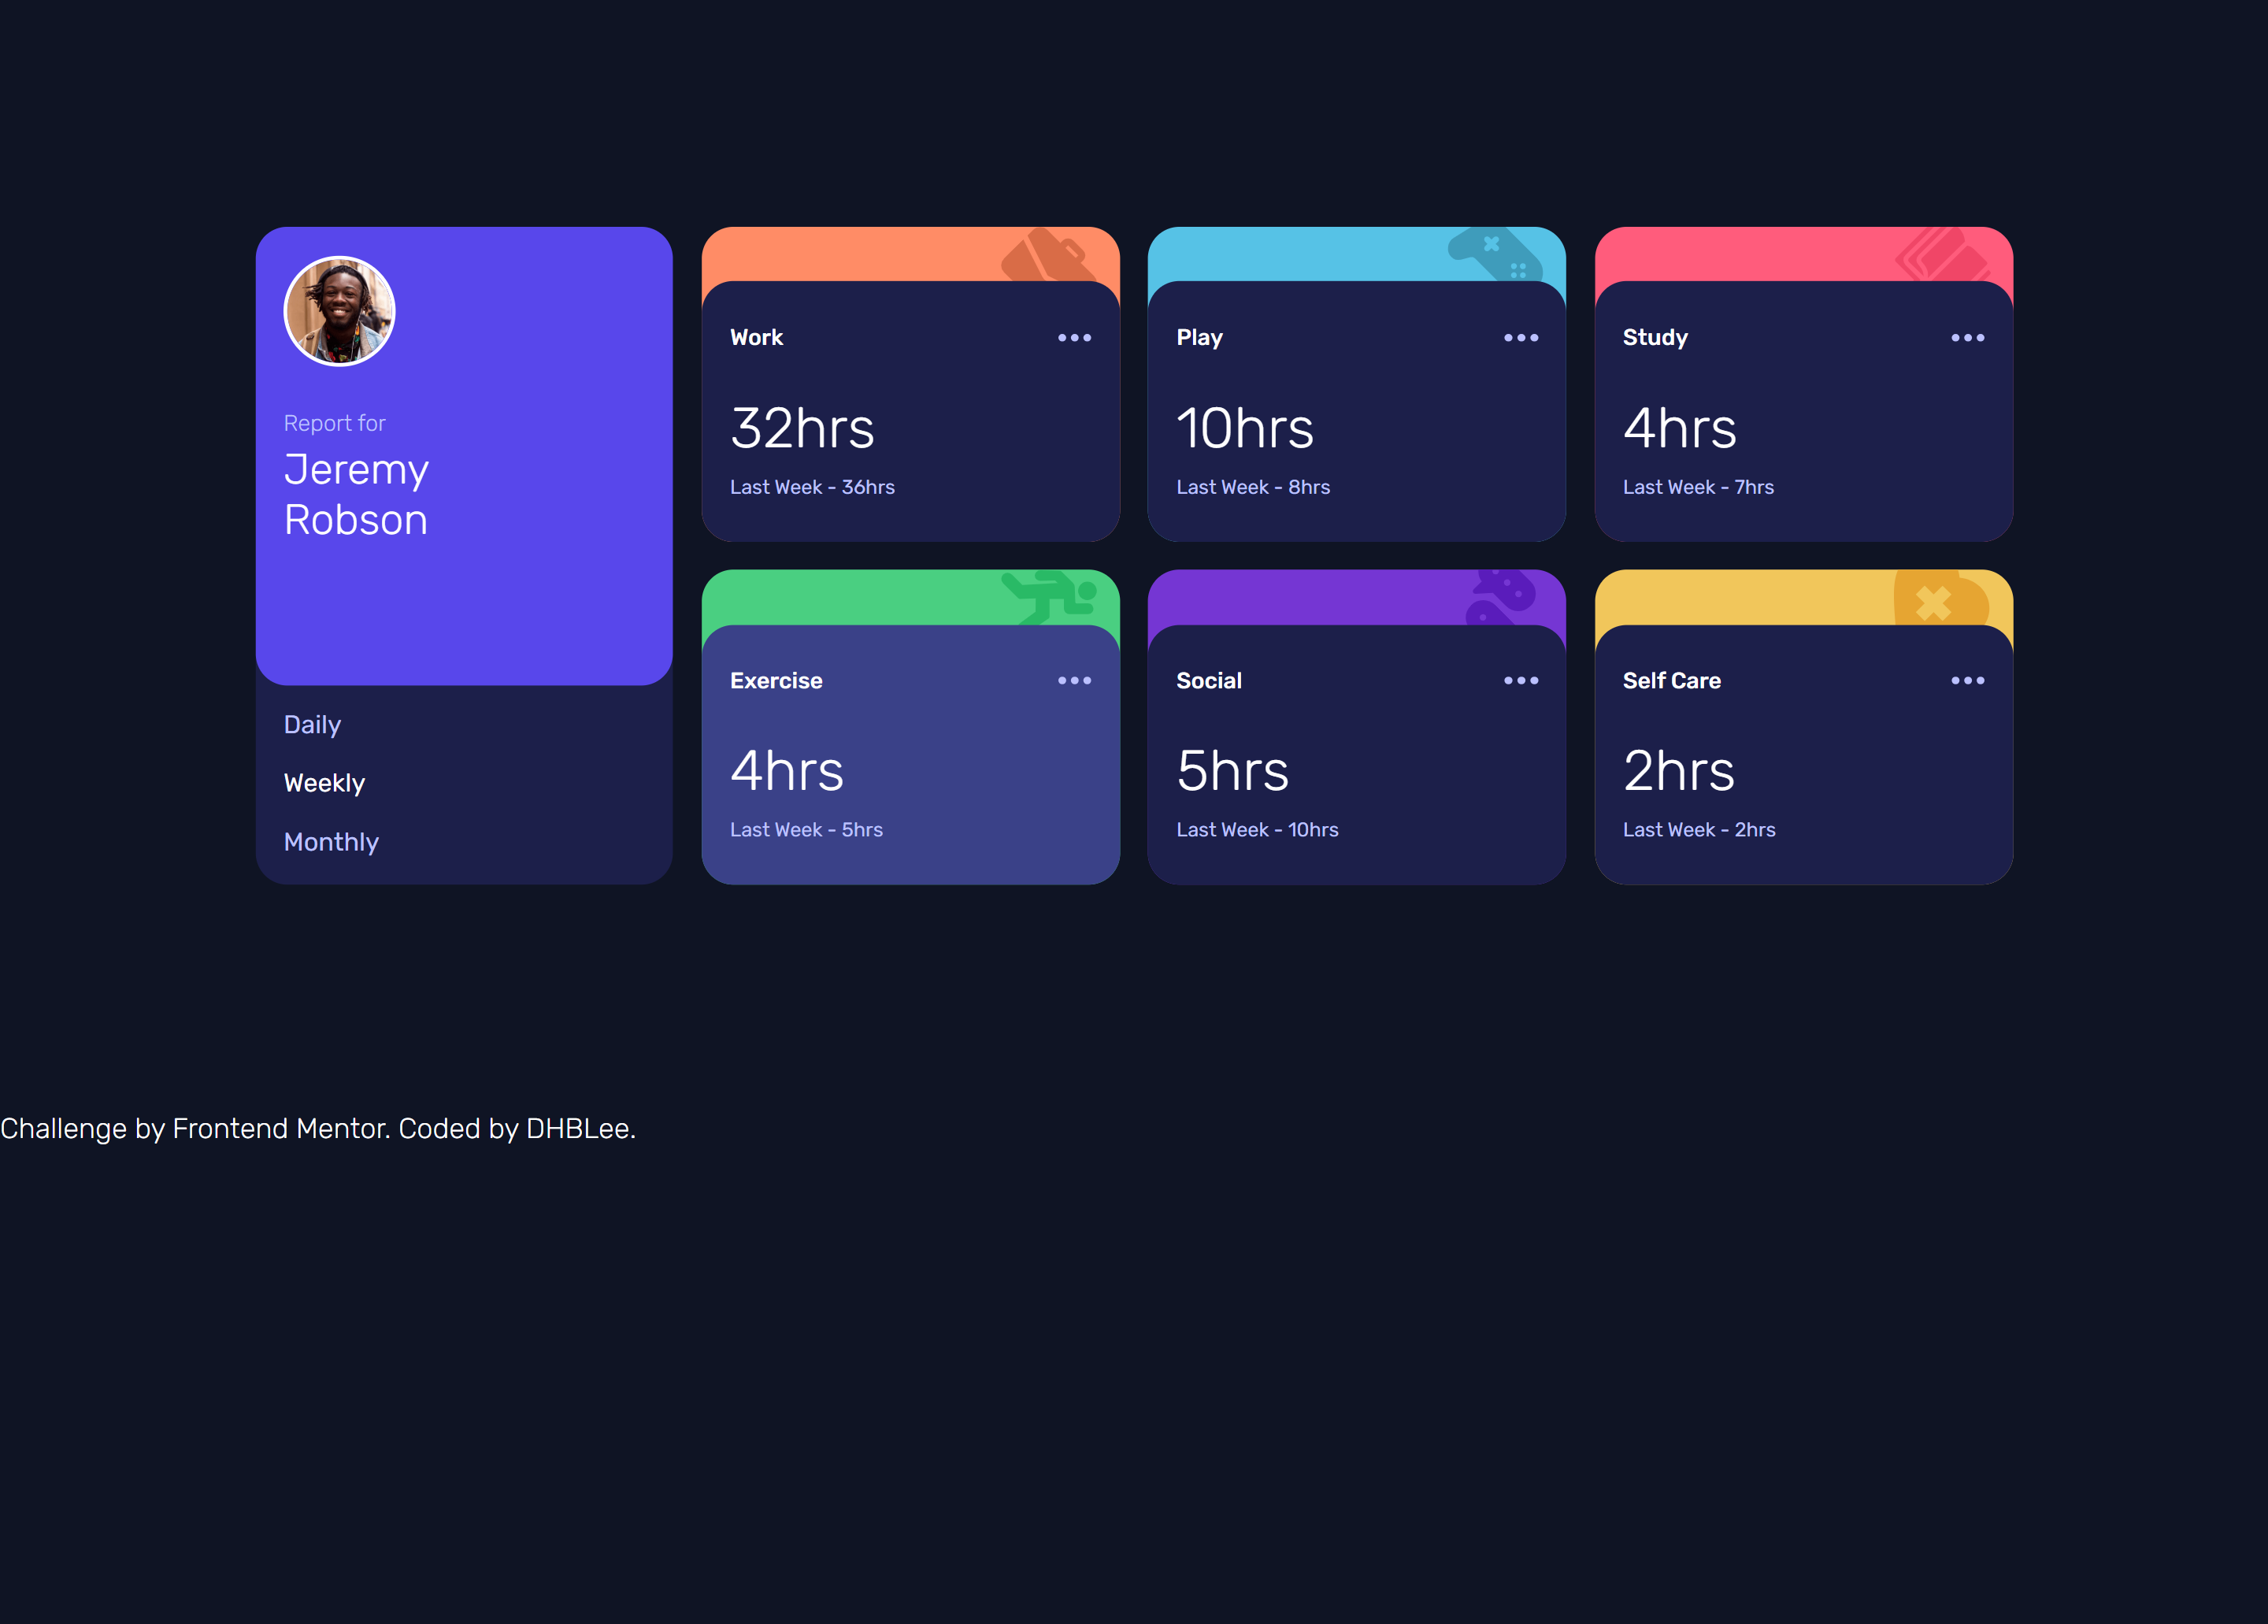 Report for
Jeremy
Robson
Daily
Weekly
Monthly
Work
32hrs
Last Week - 36hrs
Play
10hrs
Last Week - 8hrs
Study
4hrs
Last Week - 7hrs
Exercise
4hrs
Last Week - 5hrs
Social
5hrs
Last Week - 10hrs
Self Care
2hrs
Last Week - 2hrs
Challenge by Frontend Mentor. Coded by DHBLee.